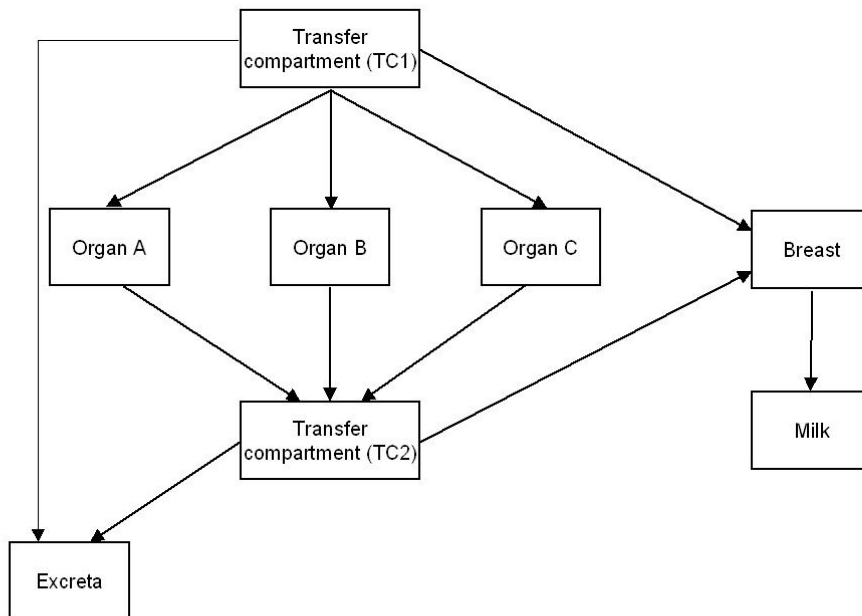 Transfer
compartment (TC1)
Organ A
Organ B
Organ C
Breast
Transfer
compartment (TC2)
Milk
Excreta